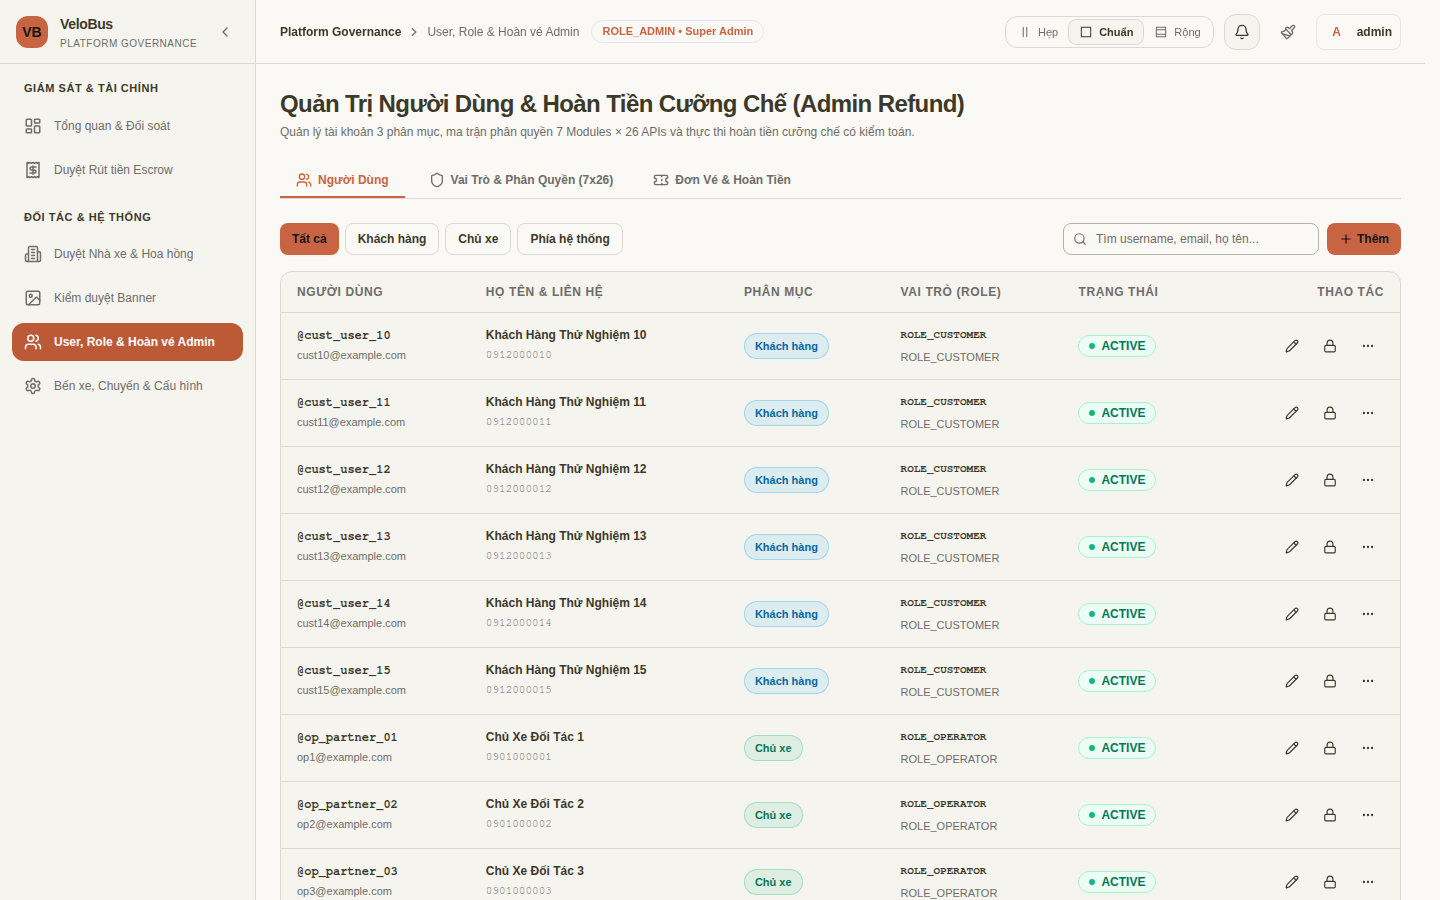 VB
VeloBus
PLATFORM GOVERNANCE
Platform Governance
User, Role & Hoàn vé Admin
ROLE_ADMIN • Super Admin
Hẹp
Chuẩn
Rộng
A
admin
GIÁM SÁT & TÀI CHÍNH
Tổng quan & Đối soát
Duyệt Rút tiền Escrow
ĐỐI TÁC & HỆ THỐNG
Duyệt Nhà xe & Hoa hồng
Kiểm duyệt Banner
User, Role & Hoàn vé Admin
Bến xe, Chuyến & Cấu hình
Quản Trị Người Dùng & Hoàn Tiền Cưỡng Chế (Admin Refund)
Quản lý tài khoản 3 phân mục, ma trận phân quyền 7 Modules × 26 APIs và thực thi hoàn tiền cưỡng chế có kiểm toán.
Người Dùng
Vai Trò & Phân Quyền (7x26)
Đơn Vé & Hoàn Tiền
Tất cả
Khách hàng
Chủ xe
Phía hệ thống
Tìm username, email, họ tên...
Thêm
NGƯỜI DÙNG
HỌ TÊN & LIÊN HỆ
PHÂN MỤC
VAI TRÒ (ROLE)
TRẠNG THÁI
THAO TÁC
@cust_user_10
cust10@example.com
Khách Hàng Thử Nghiệm 10
0912000010
Khách hàng
ROLE_CUSTOMER
ROLE_CUSTOMER
ACTIVE
@cust_user_11
cust11@example.com
Khách Hàng Thử Nghiệm 11
0912000011
Khách hàng
ROLE_CUSTOMER
ROLE_CUSTOMER
ACTIVE
@cust_user_12
cust12@example.com
Khách Hàng Thử Nghiệm 12
0912000012
Khách hàng
ROLE_CUSTOMER
ROLE_CUSTOMER
ACTIVE
@cust_user_13
cust13@example.com
Khách Hàng Thử Nghiệm 13
0912000013
Khách hàng
ROLE_CUSTOMER
ROLE_CUSTOMER
ACTIVE
@cust_user_14
cust14@example.com
Khách Hàng Thử Nghiệm 14
0912000014
Khách hàng
ROLE_CUSTOMER
ROLE_CUSTOMER
ACTIVE
@cust_user_15
cust15@example.com
Khách Hàng Thử Nghiệm 15
0912000015
Khách hàng
ROLE_CUSTOMER
ROLE_CUSTOMER
ACTIVE
@op_partner_01
op1@example.com
Chủ Xe Đối Tác 1
0901000001
Chủ xe
ROLE_OPERATOR
ROLE_OPERATOR
ACTIVE
@op_partner_02
op2@example.com
Chủ Xe Đối Tác 2
0901000002
Chủ xe
ROLE_OPERATOR
ROLE_OPERATOR
ACTIVE
@op_partner_03
op3@example.com
Chủ Xe Đối Tác 3
0901000003
Chủ xe
ROLE_OPERATOR
ROLE_OPERATOR
ACTIVE